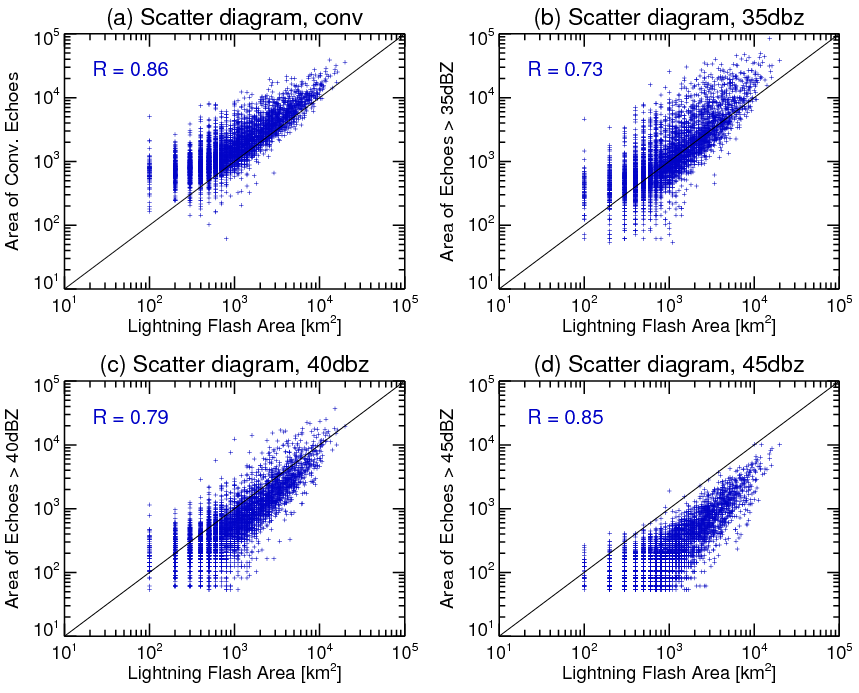 (a) Scatter diagram, conv
R = 0.86
Area of Conv. Echoes
10^5
10^4
10^3
10^2
10^1
10^1 10^2 10^3 10^4 10^5
Lightning Flash Area [km^2]
(b) Scatter diagram, 35dbz
R = 0.73
Area of Echoes > 35dBZ
10^5
10^4
10^3
10^2
10^1
10^1 10^2 10^3 10^4 10^5
Lightning Flash Area [km^2]
(c) Scatter diagram, 40dbz
R = 0.79
Area of Echoes > 40dBZ
10^5
10^4
10^3
10^2
10^1
10^1 10^2 10^3 10^4 10^5
Lightning Flash Area [km^2]
(d) Scatter diagram, 45dbz
R = 0.85
Area of Echoes > 45dBZ
10^5
10^4
10^3
10^2
10^1
10^1 10^2 10^3 10^4 10^5
Lightning Flash Area [km^2]